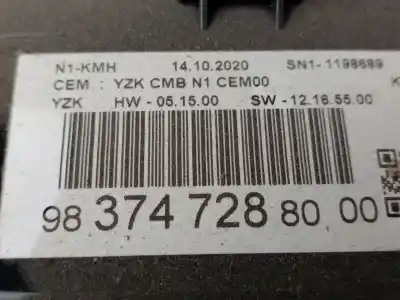 N1-KMH 14.10.2020 SN1-1198689
CEM : YZK CMB N1 CEM00
YZK HW - 05.15.00 SW - 12.16.55.00
98 374 728 80 00